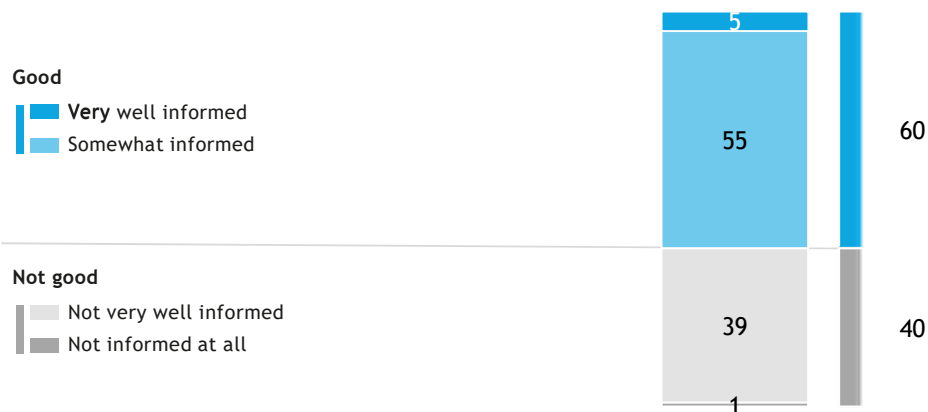 5
Good
Very well informed
Somewhat informed
55
60
Not good
Not very well informed
Not informed at all
39
40
1